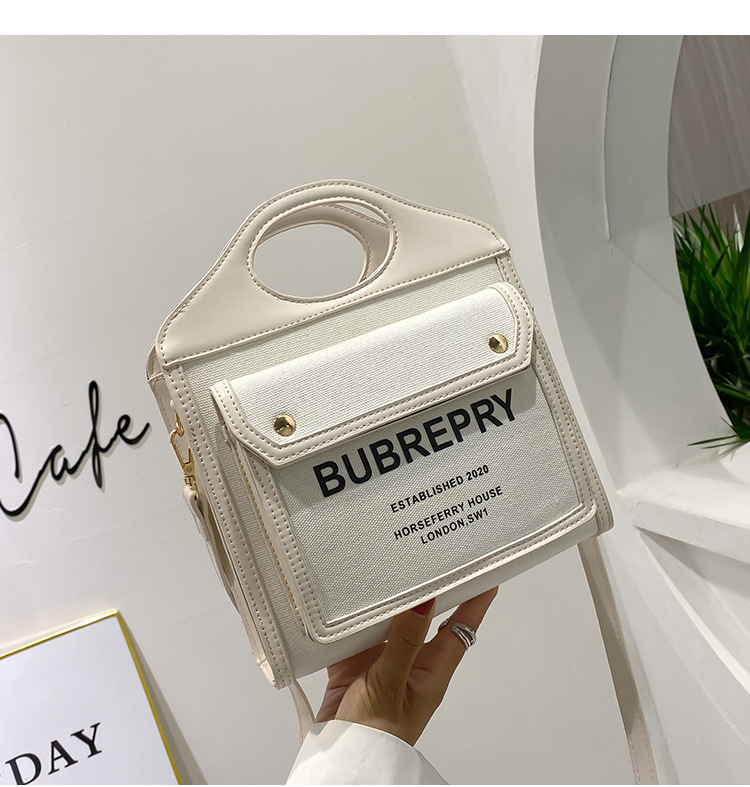 Cafe
BUBREPRY
ESTABLISHED 2020
HORSEFERRY HOUSE
LONDON,SW1
DAY